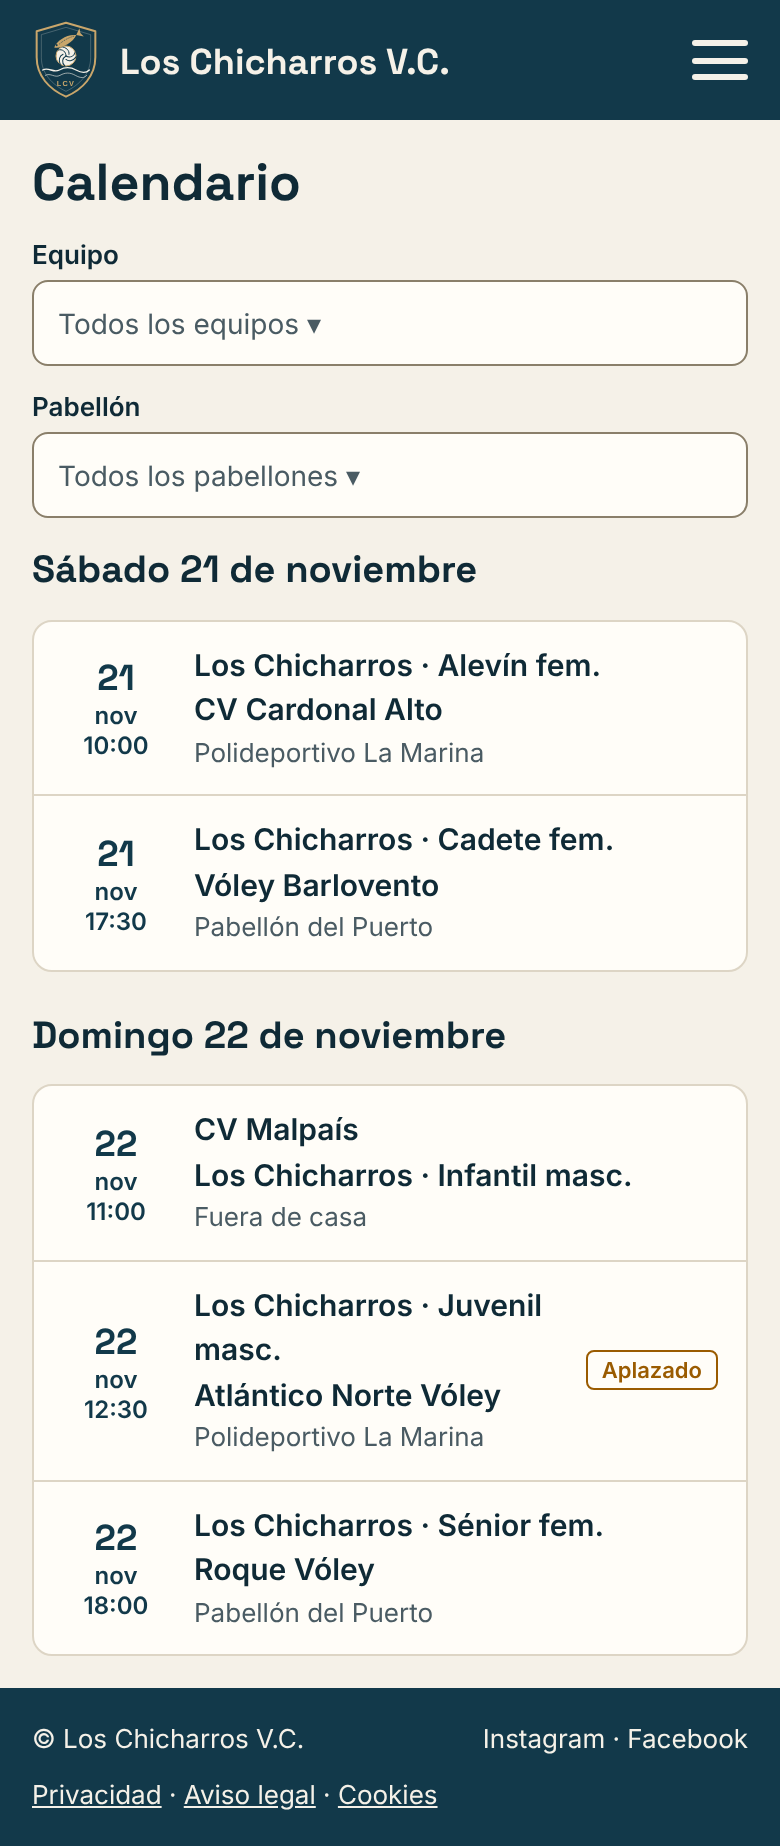 LCV
Los Chicharros V.C.
Calendario
Equipo
Todos los equipos ▾
Pabellón
Todos los pabellones ▾
Sábado 21 de noviembre
21
nov
10:00
Los Chicharros · Alevín fem.
CV Cardonal Alto
Polideportivo La Marina
21
nov
17:30
Los Chicharros · Cadete fem.
Vóley Barlovento
Pabellón del Puerto
Domingo 22 de noviembre
22
nov
11:00
CV Malpaís
Los Chicharros · Infantil masc.
Fuera de casa
22
nov
12:30
Los Chicharros · Juvenil
masc.
Atlántico Norte Vóley
Polideportivo La Marina
Aplazado
22
nov
18:00
Los Chicharros · Sénior fem.
Roque Vóley
Pabellón del Puerto
© Los Chicharros V.C.
Instagram · Facebook
Privacidad · Aviso legal · Cookies